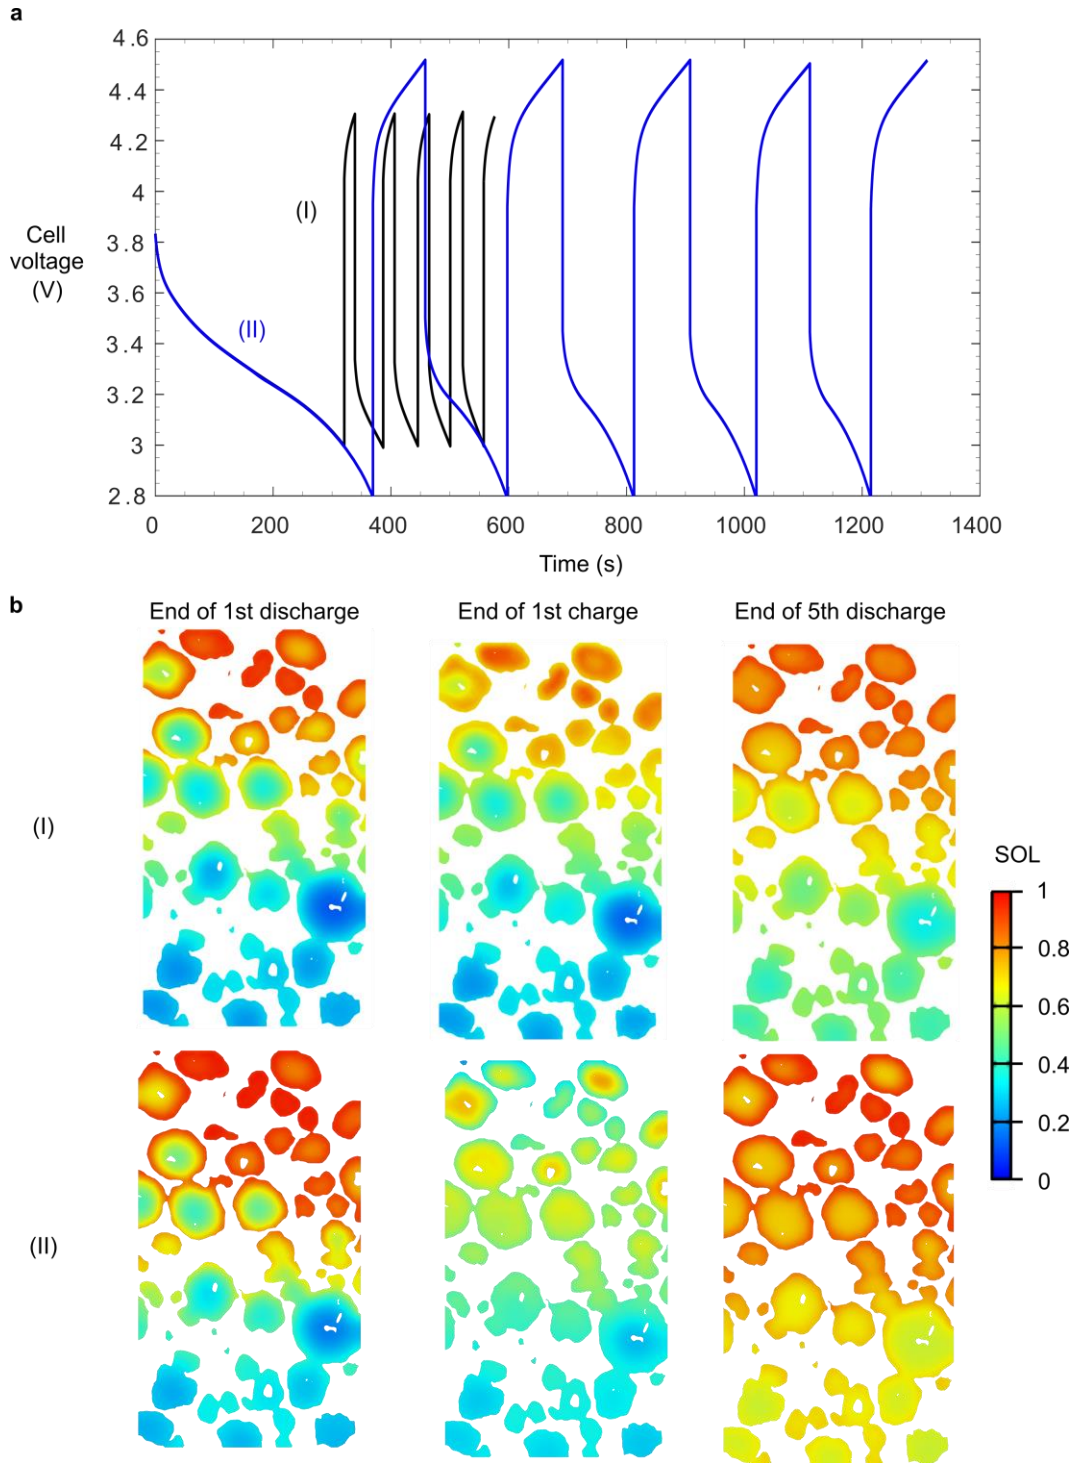 a
4.6
4.4
4.2
4
3.8
3.6
3.4
3.2
3
2.8
Cell
voltage
(V)
(I)
(II)
0 200 400 600 800 1000 1200 1400
Time (s)
b
End of 1st discharge End of 1st charge End of 5th discharge
(I)
SOL
1
0.8
0.6
0.4
0.2
0
(II)